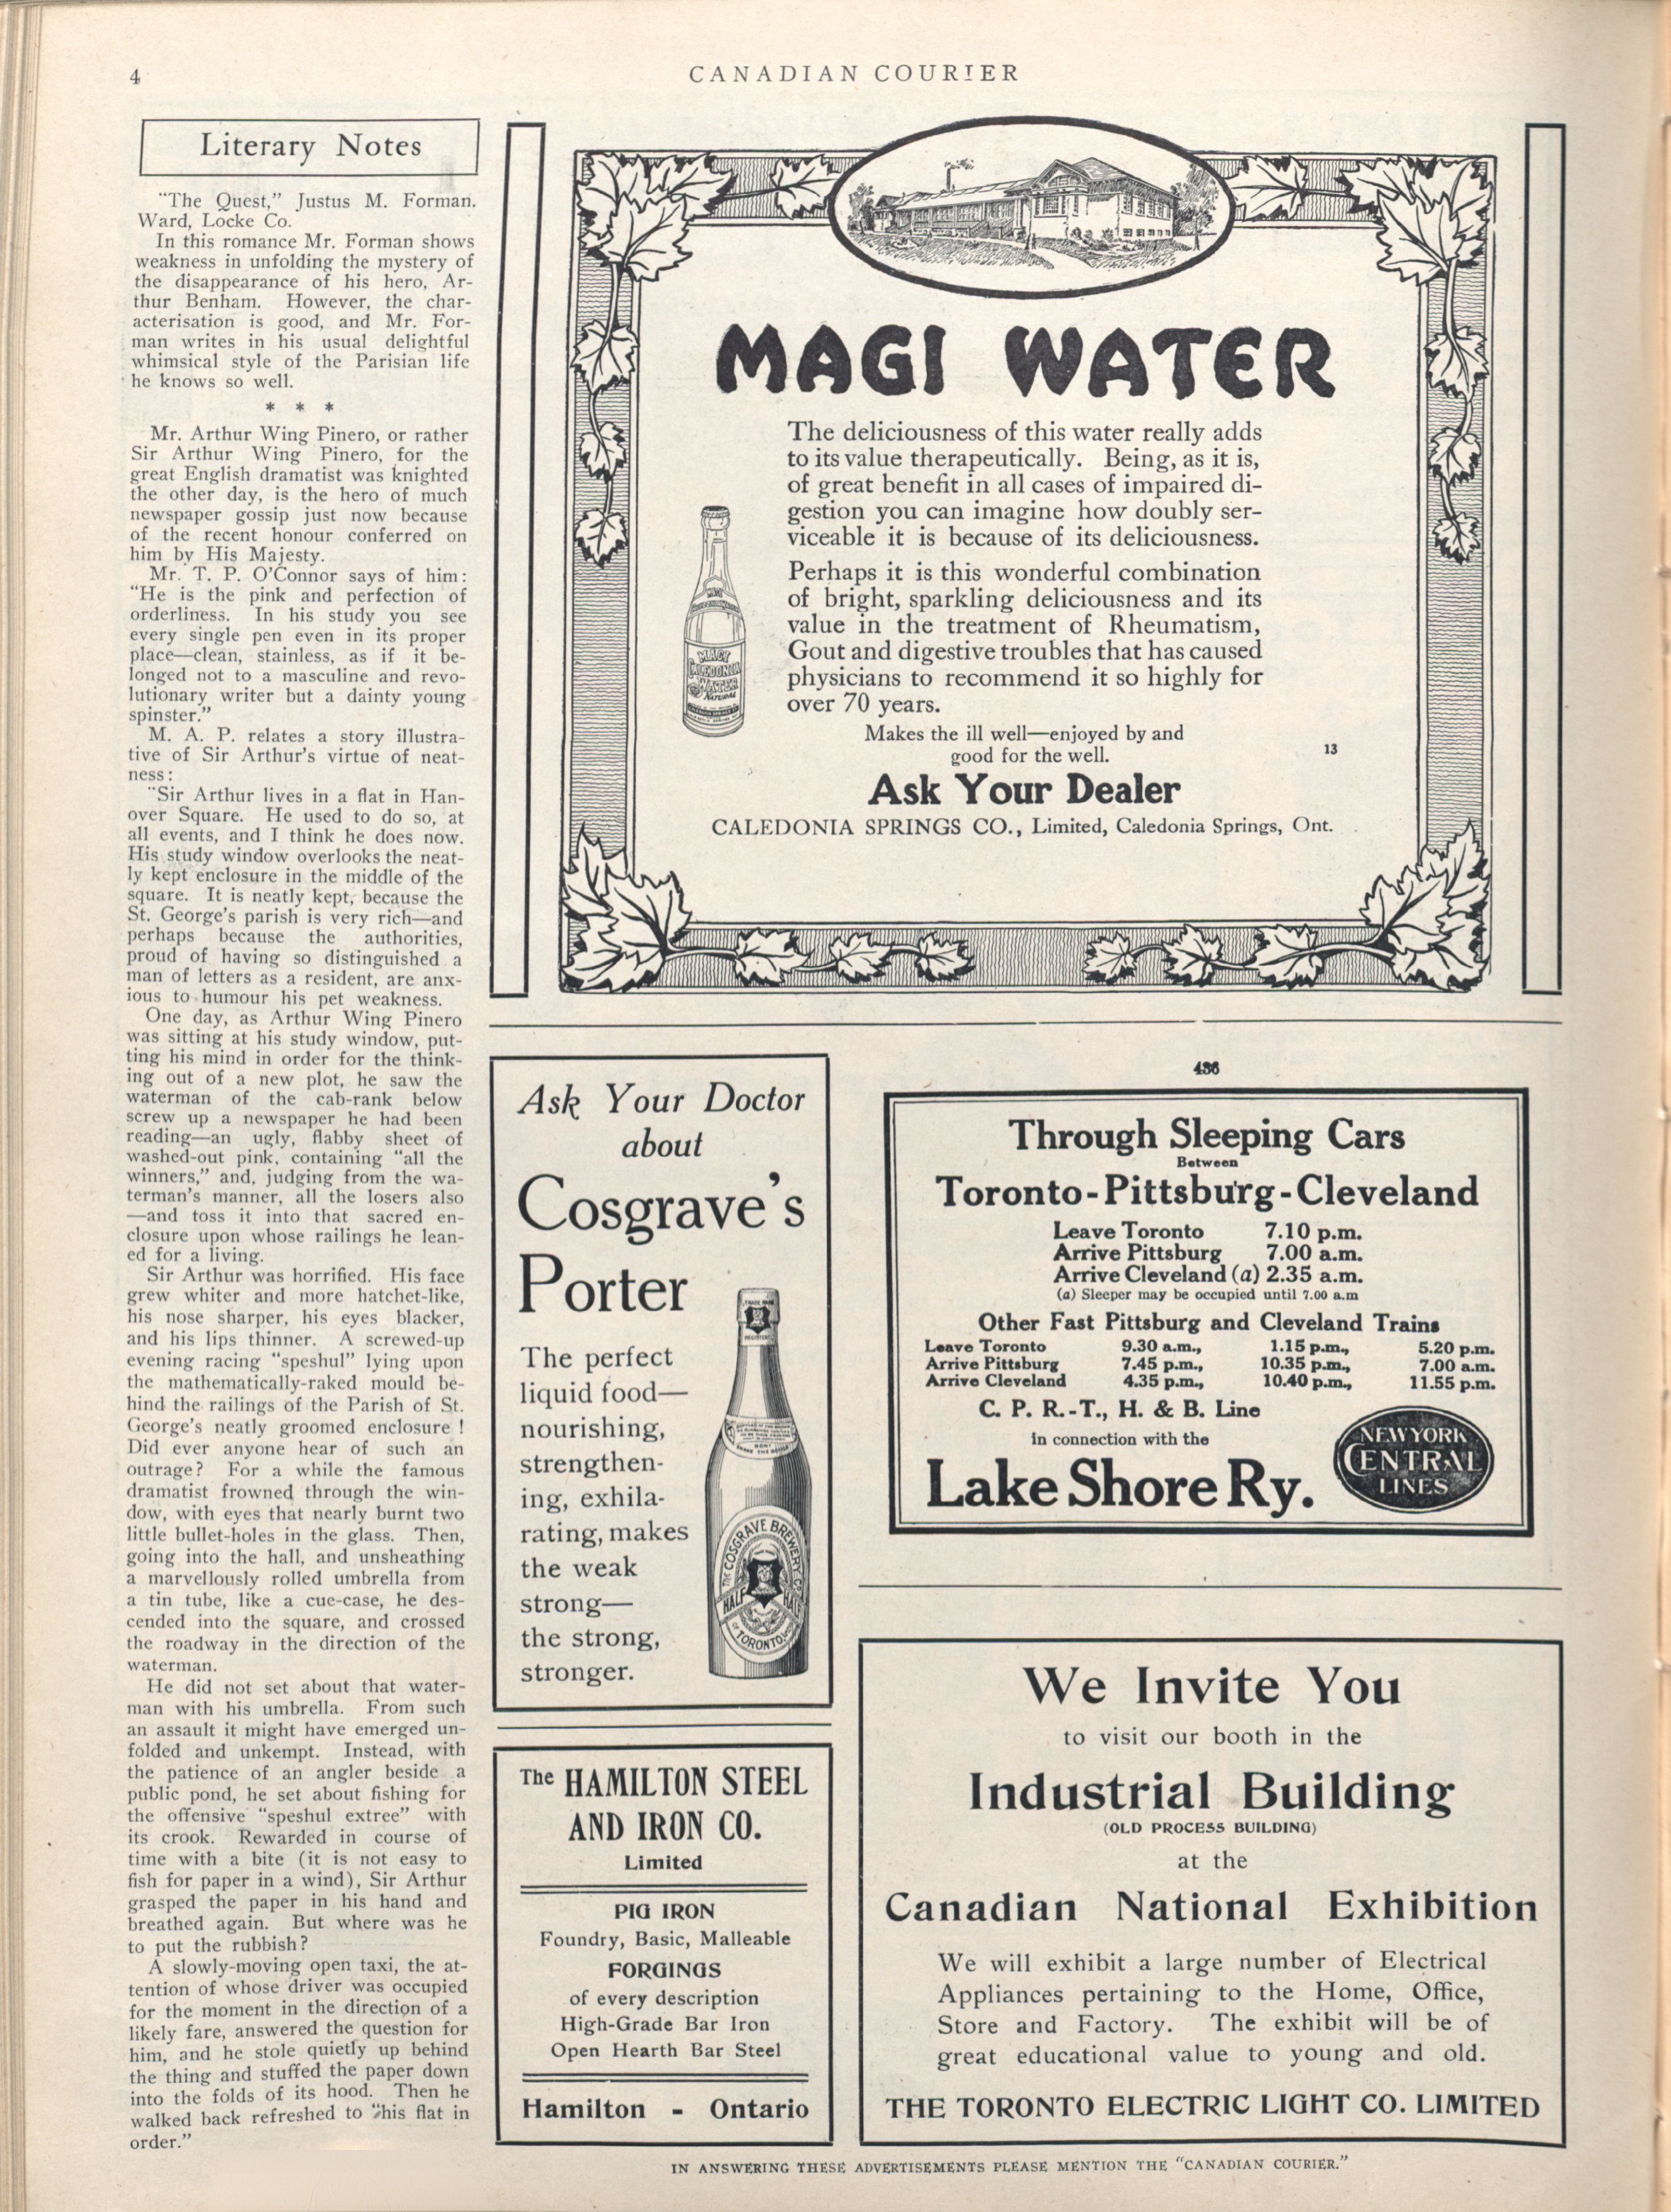 4
CANADIAN COURIER
Literary Notes
"The Quest," Justus M. Forman.
Ward, Locke Co.
In this romance Mr. Forman shows
weakness in unfolding the mystery of
the disappearance of his hero, Ar-
thur Benham. However, the char-
acterisation is good, and Mr. For-
man writes in his usual delightful
whimsical style of the Parisian life
he knows so well.
* * *
Mr. Arthur Wing Pinero, or rather
Sir Arthur Wing Pinero, for the
great English dramatist was knighted
the other day, is the hero of much
newspaper gossip just now because
of the recent honour conferred on
him by His Majesty.
Mr. T. P. O'Connor says of him:
"He is the pink and perfection of
orderliness. In his study you see
every single pen even in its proper
place—clean, stainless, as if it be-
longed not to a masculine and revo-
lutionary writer but a dainty young
spinster."
M. A. P. relates a story illustra-
tive of Sir Arthur's virtue of neat-
ness:
"Sir Arthur lives in a flat in Han-
over Square. He used to do so, at
all events, and I think he does now.
His study window overlooks the neat-
ly kept enclosure in the middle of the
square. It is neatly kept, because the
St. George's parish is very rich—and
perhaps because the authorities,
proud of having so distinguished a
man of letters as a resident, are anx-
ious to humour his pet weakness.
One day, as Arthur Wing Pinero
was sitting at his study window, put-
ting his mind in order for the think-
ing out of a new plot, he saw the
waterman of the cab-rank below
screw up a newspaper he had been
reading—an ugly, flabby sheet of
washed-out pink, containing "all the
winners," and, judging from the wa-
terman's manner, all the losers also
—and toss it into that sacred en-
closure upon whose railings he lean-
ed for a living.
Sir Arthur was horrified. His face
grew whiter and more hatchet-like,
his nose sharper, his eyes blacker,
and his lips thinner. A screwed-up
evening racing "speshul" lying upon
the mathematically-raked mould be-
hind the railings of the Parish of St.
George's neatly groomed enclosure!
Did ever anyone hear of such an
outrage? For a while the famous
dramatist frowned through the win-
dow, with eyes that nearly burnt two
little bullet-holes in the glass. Then,
going into the hall, and unsheathing
a marvellously rolled umbrella from
a tin tube, like a cue-case, he des-
cended into the square, and crossed
the roadway in the direction of the
waterman.
He did not set about that water-
man with his umbrella. From such
an assault it might have emerged un-
folded and unkempt. Instead, with
the patience of an angler beside a
public pond, he set about fishing for
the offensive "speshul extree" with
its crook. Rewarded in course of
time with a bite (it is not easy to
fish for paper in a wind), Sir Arthur
grasped the paper in his hand and
breathed again. But where was he
to put the rubbish?
A slowly-moving open taxi, the at-
tention of whose driver was occupied
for the moment in the direction of a
likely fare, answered the question for
him, and he stole quietly up behind
the thing and stuffed the paper down
into the folds of its hood. Then he
walked back refreshed to "his flat in
order."
MAGI WATER
The deliciousness of this water really adds
to its value therapeutically. Being, as it is,
of great benefit in all cases of impaired di-
gestion you can imagine how doubly ser-
viceable it is because of its deliciousness.
Perhaps it is this wonderful combination
of bright, sparkling deliciousness and its
value in the treatment of Rheumatism,
Gout and digestive troubles that has caused
physicians to recommend it so highly for
over 70 years.
MAGI
CALEDONIA
WATER
NATURAL
Makes the ill well—enjoyed by and
good for the well.
13
Ask Your Dealer
CALEDONIA SPRINGS CO., Limited, Caledonia Springs, Ont.
Ask Your Doctor
about
Cosgrave's
Porter
The perfect
liquid food—
nourishing,
strengthen-
ing, exhila-
rating, makes
the weak
strong—
the strong,
stronger.
TRADE MARK
REGISTERED
THE COSGRAVE BREWERY CO.
HALF HALF
OF TORONTO
436
Through Sleeping Cars
Between
Toronto-Pittsburg-Cleveland
Leave Toronto 7.10 p.m.
Arrive Pittsburg 7.00 a.m.
Arrive Cleveland (a) 2.35 a.m.
(a) Sleeper may be occupied until 7.00 a.m
Other Fast Pittsburg and Cleveland Trains
Leave Toronto 9.30 a.m., 1.15 p.m., 5.20 p.m.
Arrive Pittsburg 7.45 p.m., 10.35 p.m., 7.00 a.m.
Arrive Cleveland 4.35 p.m., 10.40 p.m., 11.55 p.m.
C. P. R.-T., H. & B. Line
in connection with the
Lake Shore Ry.
NEW YORK
CENTRAL
LINES
The HAMILTON STEEL
AND IRON CO.
Limited
PIG IRON
Foundry, Basic, Malleable
FORGINGS
of every description
High-Grade Bar Iron
Open Hearth Bar Steel
Hamilton - Ontario
We Invite You
to visit our booth in the
Industrial Building
(OLD PROCESS BUILDING)
at the
Canadian National Exhibition
We will exhibit a large number of Electrical
Appliances pertaining to the Home, Office,
Store and Factory. The exhibit will be of
great educational value to young and old.
THE TORONTO ELECTRIC LIGHT CO. LIMITED
IN ANSWERING THESE ADVERTISEMENTS PLEASE MENTION THE "CANADIAN COURIER."